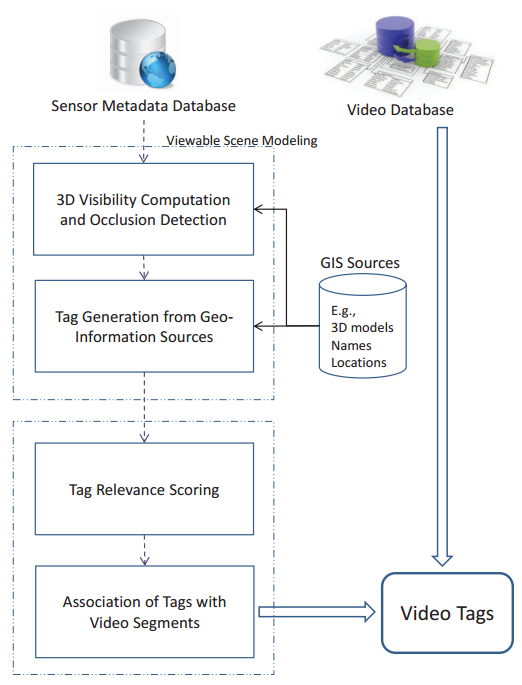 Sensor Metadata Database
Video Database
Viewable Scene Modeling
3D Visibility Computation
and Occlusion Detection
GIS Sources
Tag Generation from Geo-
Information Sources
E.g.,
3D models
Names
Locations
Tag Relevance Scoring
Association of Tags with
Video Segments
Video Tags